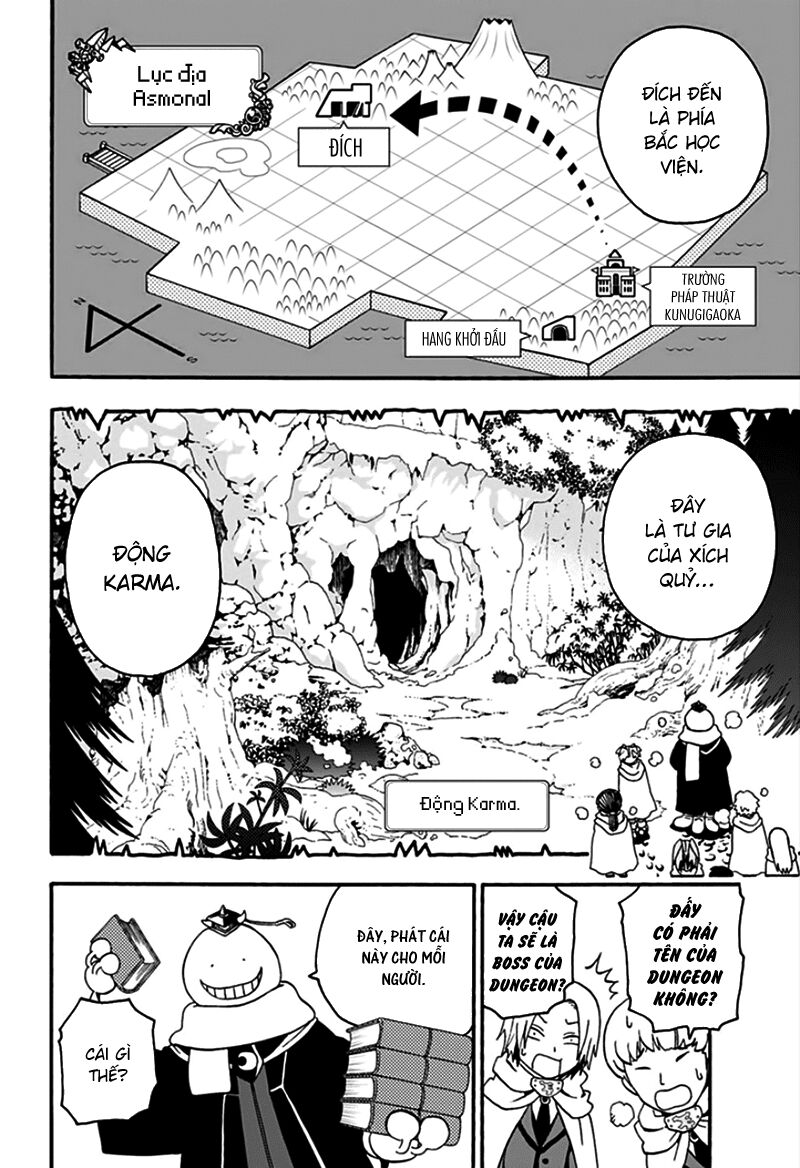 Lục địa
Asmonal
ĐÍCH ĐẾN
LÀ PHÍA
BẮC HỌC
VIỆN.
ĐÍCH
TRƯỜNG
PHÁP THUẬT
KUNUGIGAOKA
HANG KHỞI ĐẦU
N
S
ĐÂY
LÀ TƯ GIA
CỦA XÍCH
QUỶ...
ĐỘNG
KARMA.
Động Karma.
ĐẤY
CÓ PHẢI
TÊN CỦA
DUNGEON
KHÔNG?
VẬY CẬU
TA SẼ LÀ
BOSS CỦA
DUNGEON?
ĐÂY, PHÁT CÁI
NÀY CHO MỖI
NGƯỜI.
CÁI GÌ
THẾ?